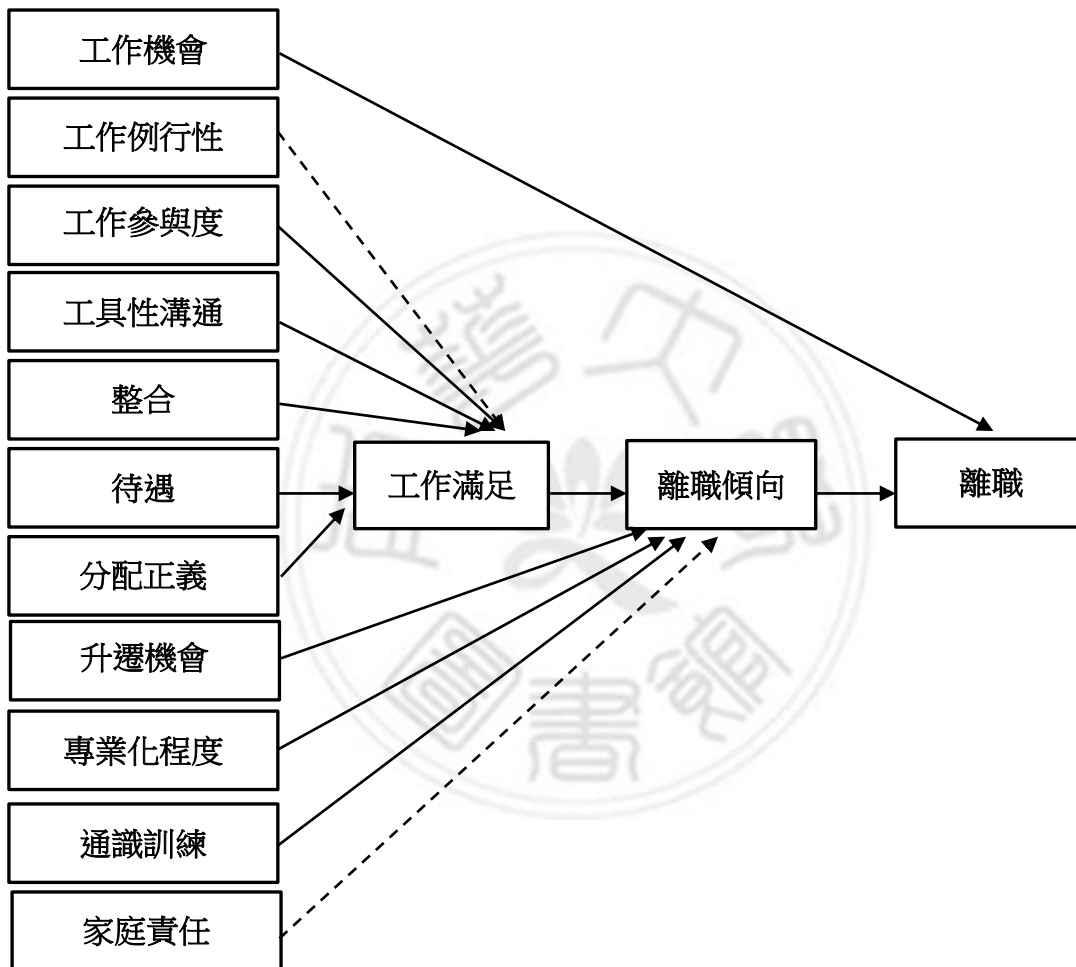 工作機會
工作例行性
工作參與度
工具性溝通
整合
待遇
工作滿足
離職傾向
離職
分配正義
升遷機會
專業化程度
通識訓練
家庭責任